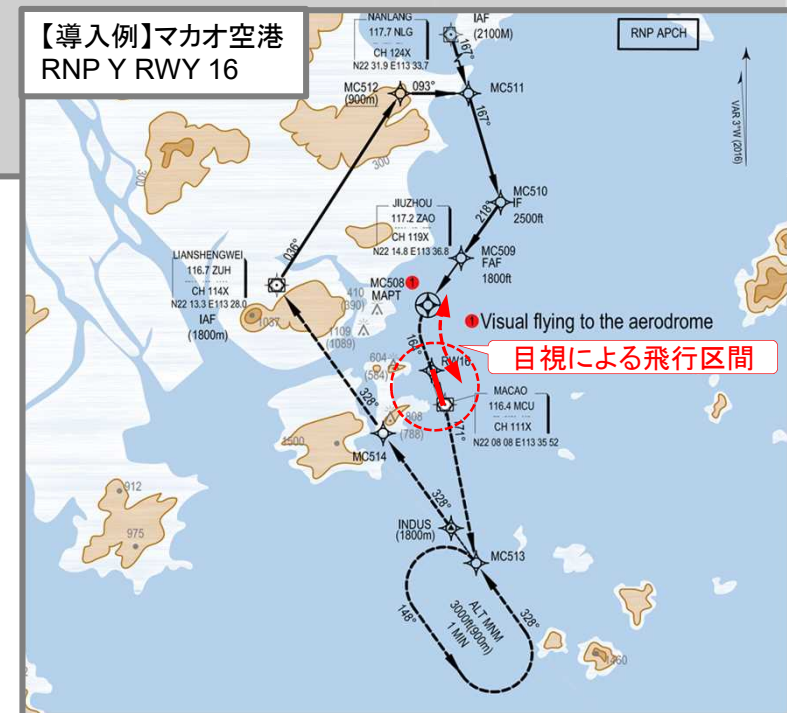 【導入例】マカオ空港
RNP Y RWY 16
NANLANG
117.7 NLG
CH 124X
N22 31.9 E113 33.7
IAF
(2100M)
RNP APCH
VAR 3°W (2016)
167°
MC512
(900m)
093°
MC511
167°
300
300
MC510
IF
2500ft
218°
JIUZHOU
117.2 ZAO
CH 119X
N22 14.8 E113 36.8
MC509
FAF
1800ft
036°
LIANSHENGWEI
116.7 ZUH
CH 114X
N22 13.3 E113 28.0
IAF
(1800m)
1037
MC508 1
MAPT
410
(390)
1109
(1089)
1 Visual flying to the aerodrome
目視による飛行区間
604
(584)
RW16
MACAO
116.4 MCU
CH 111X
N22 08 08 E113 35 52
328°
808
(788)
1500
MC514
912
975
328°
INDUS
(1800m)
MC513
ALT MNM
3000ft(900m)
1 MIN
148°
328°
1460